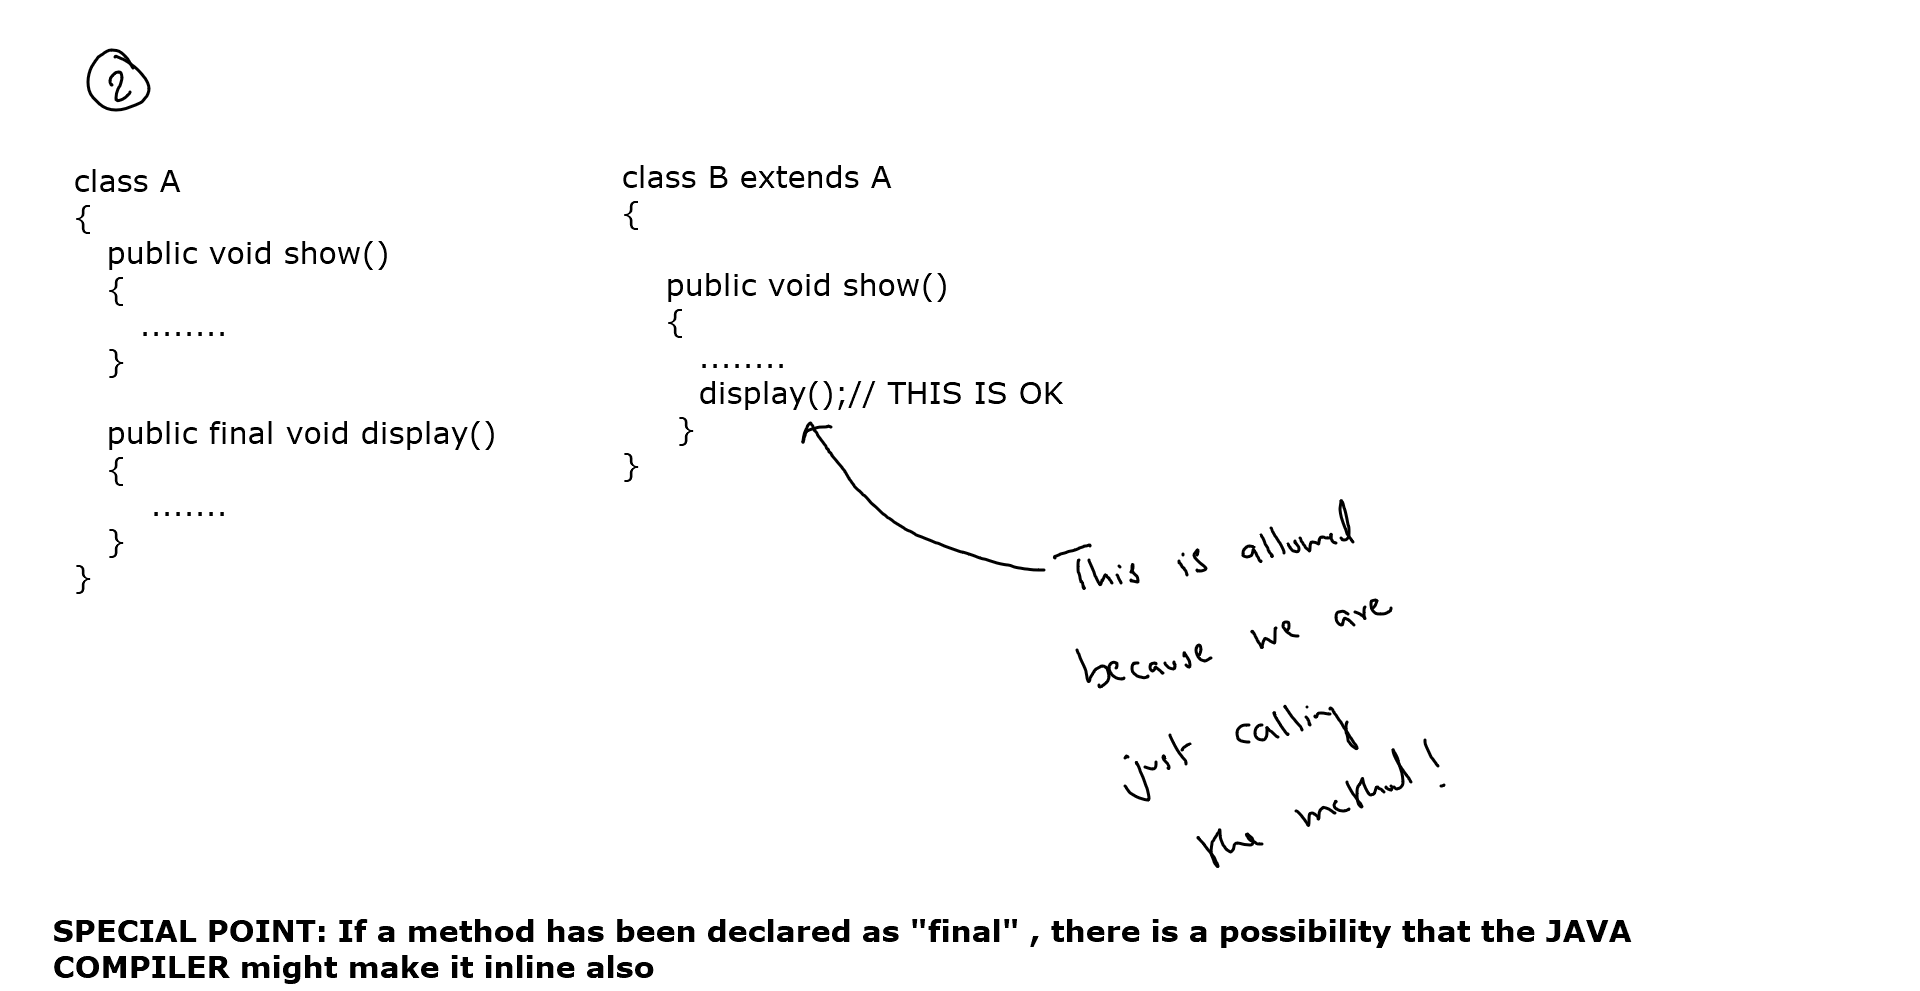 2
class A
{
public void show()
{
........
}
public final void display()
{
.......
}
}
class B extends A
{
public void show()
{
........
display();// THIS IS OK
}
}
This is allowed
because we are
just calling
the method!
SPECIAL POINT: If a method has been declared as "final" , there is a possibility that the JAVA
COMPILER might make it inline also